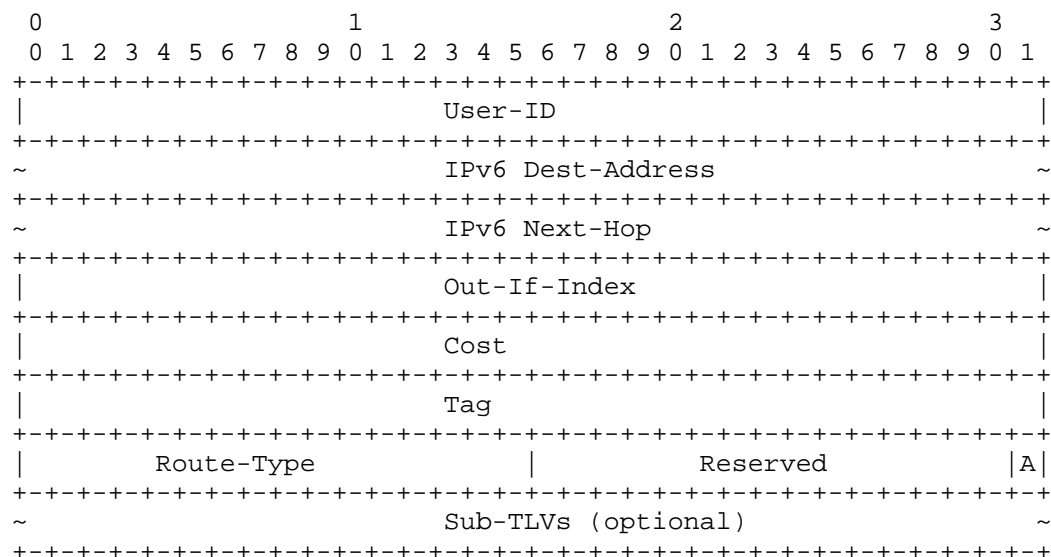 0                   1                   2                   3
 0 1 2 3 4 5 6 7 8 9 0 1 2 3 4 5 6 7 8 9 0 1 2 3 4 5 6 7 8 9 0 1
+-+-+-+-+-+-+-+-+-+-+-+-+-+-+-+-+-+-+-+-+-+-+-+-+-+-+-+-+-+-+-+-+
|                          User-ID                              |
+-+-+-+-+-+-+-+-+-+-+-+-+-+-+-+-+-+-+-+-+-+-+-+-+-+-+-+-+-+-+-+-+
~                          IPv6 Dest-Address                    ~
+-+-+-+-+-+-+-+-+-+-+-+-+-+-+-+-+-+-+-+-+-+-+-+-+-+-+-+-+-+-+-+-+
~                          IPv6 Next-Hop                        ~
+-+-+-+-+-+-+-+-+-+-+-+-+-+-+-+-+-+-+-+-+-+-+-+-+-+-+-+-+-+-+-+-+
|                          Out-If-Index                         |
+-+-+-+-+-+-+-+-+-+-+-+-+-+-+-+-+-+-+-+-+-+-+-+-+-+-+-+-+-+-+-+-+
|                          Cost                                 |
+-+-+-+-+-+-+-+-+-+-+-+-+-+-+-+-+-+-+-+-+-+-+-+-+-+-+-+-+-+-+-+-+
|                          Tag                                  |
+-+-+-+-+-+-+-+-+-+-+-+-+-+-+-+-+-+-+-+-+-+-+-+-+-+-+-+-+-+-+-+-+
|        Route-Type             |          Reserved           |A|
+-+-+-+-+-+-+-+-+-+-+-+-+-+-+-+-+-+-+-+-+-+-+-+-+-+-+-+-+-+-+-+-+
~                          Sub-TLVs (optional)                  ~
+-+-+-+-+-+-+-+-+-+-+-+-+-+-+-+-+-+-+-+-+-+-+-+-+-+-+-+-+-+-+-+-+